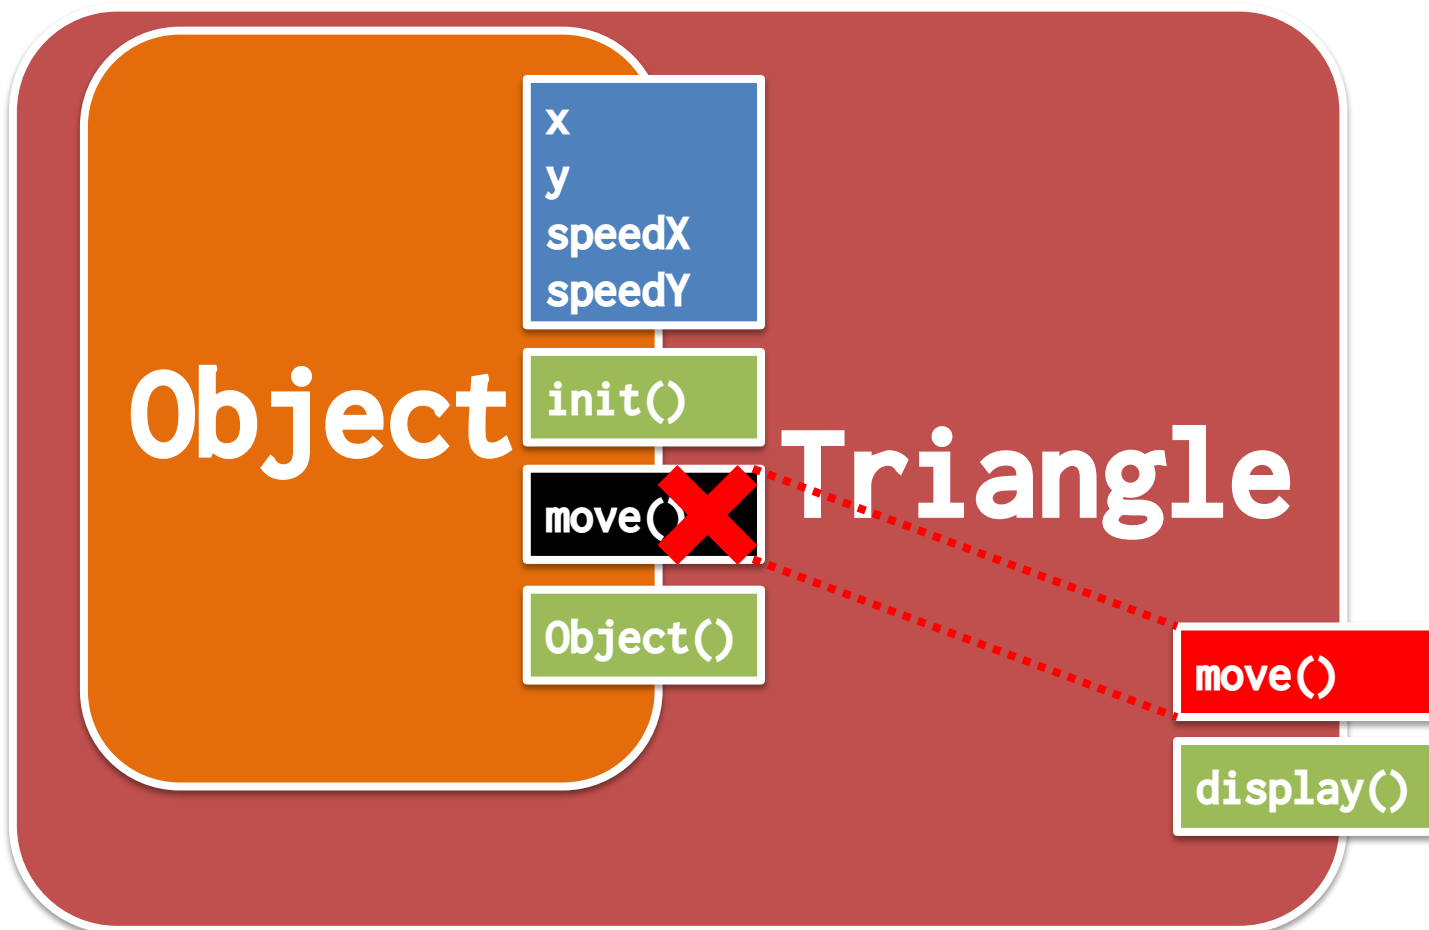 x
y
speedX
speedY
Object
init()
Triangle
move()
Object()
move()
display()